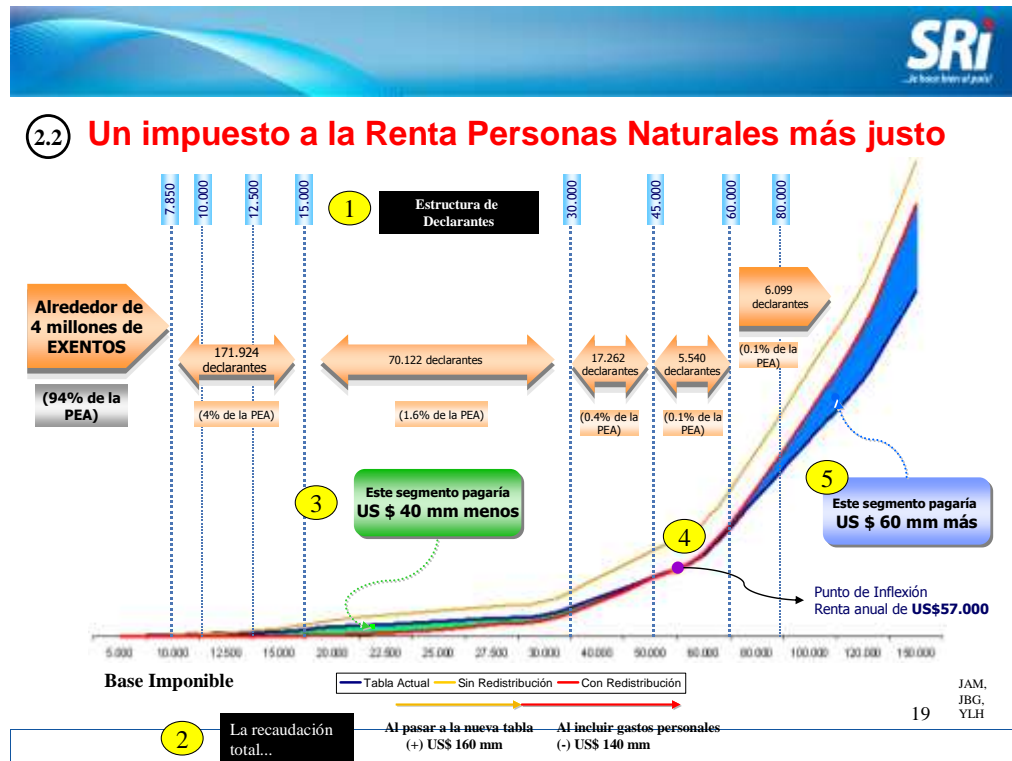 SRi
...le hace bien al país!
2.2 Un impuesto a la Renta Personas Naturales más justo
7.850
10.000
12.500
15.000
30.000
45.000
60.000
80.000
1
Estructura de
Declarantes
Alrededor de
4 millones de
EXENTOS
(94% de la
PEA)
171.924
declarantes
(4% de la PEA)
70.122 declarantes
(1.6% de la PEA)
17.262
declarantes
(0.4% de la
PEA)
5.540
declarantes
(0.1% de la
PEA)
6.099
declarantes
(0.1% de la
PEA)
3
Este segmento pagaría
US $ 40 mm menos
4
5
Este segmento pagaría
US $ 60 mm más
Punto de Inflexión
Renta anual de US$57.000
5.000 10.000 12.500 15.000 20.000 22.500 25.000 27.500 30.000 40.000 50.000 60.000 80.000 100.000 120.000 150.000
Base Imponible
Tabla Actual Sin Redistribución Con Redistribución
2
La recaudación
total...
Al pasar a la nueva tabla
(+) US$ 160 mm
Al incluir gastos personales
(-) US$ 140 mm
19
JAM,
JBG,
YLH